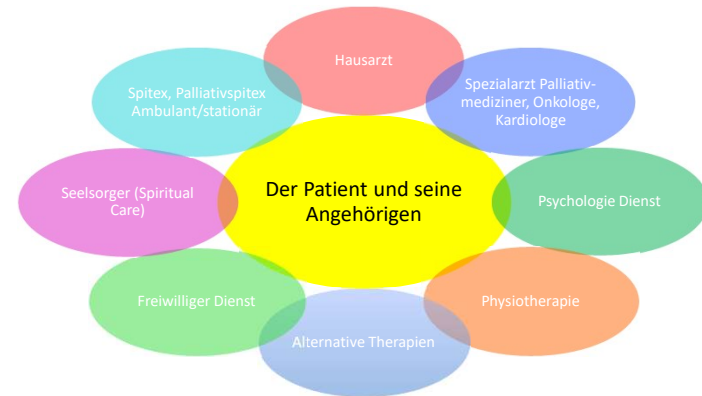 Hausarzt
Spezialarzt Palliativ-
mediziner, Onkologe,
Kardiologe
Psychologie Dienst
Physiotherapie
Alternative Therapien
Freiwilliger Dienst
Seelsorger (Spiritual
Care)
Spitex, Palliativspitex
Ambulant/stationär
Der Patient und seine
Angehörigen